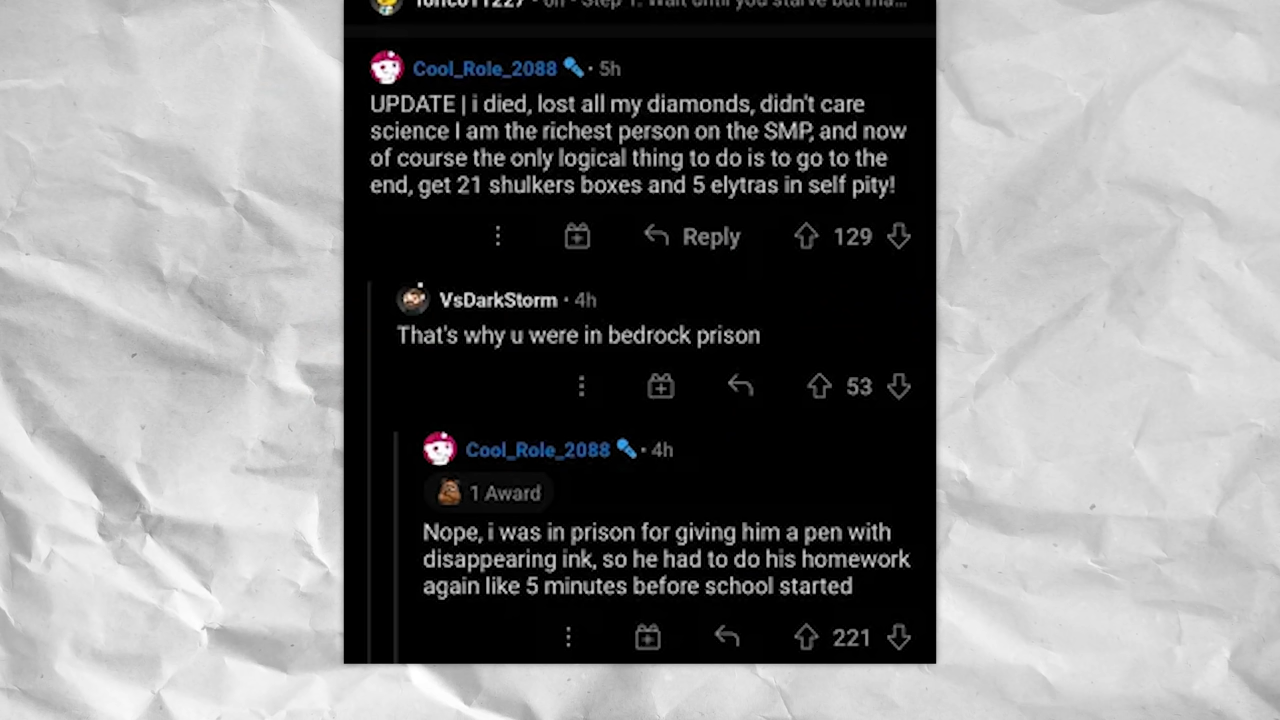 UPDATE | i died, lost all my diamonds, didn't care
Cool_Role_2088 · 5h
science I am the richest person on the SMP, and now
of course the only logical thing to do is to go to the
end, get 21 shulkers boxes and 5 elytras in self pity!
Reply 129
VsDarkStorm · 4h
That's why u were in bedrock prison
53
Cool_Role_2088 · 4h
1 Award
Nope, i was in prison for giving him a pen with
disappearing ink, so he had to do his homework
again like 5 minutes before school started
221